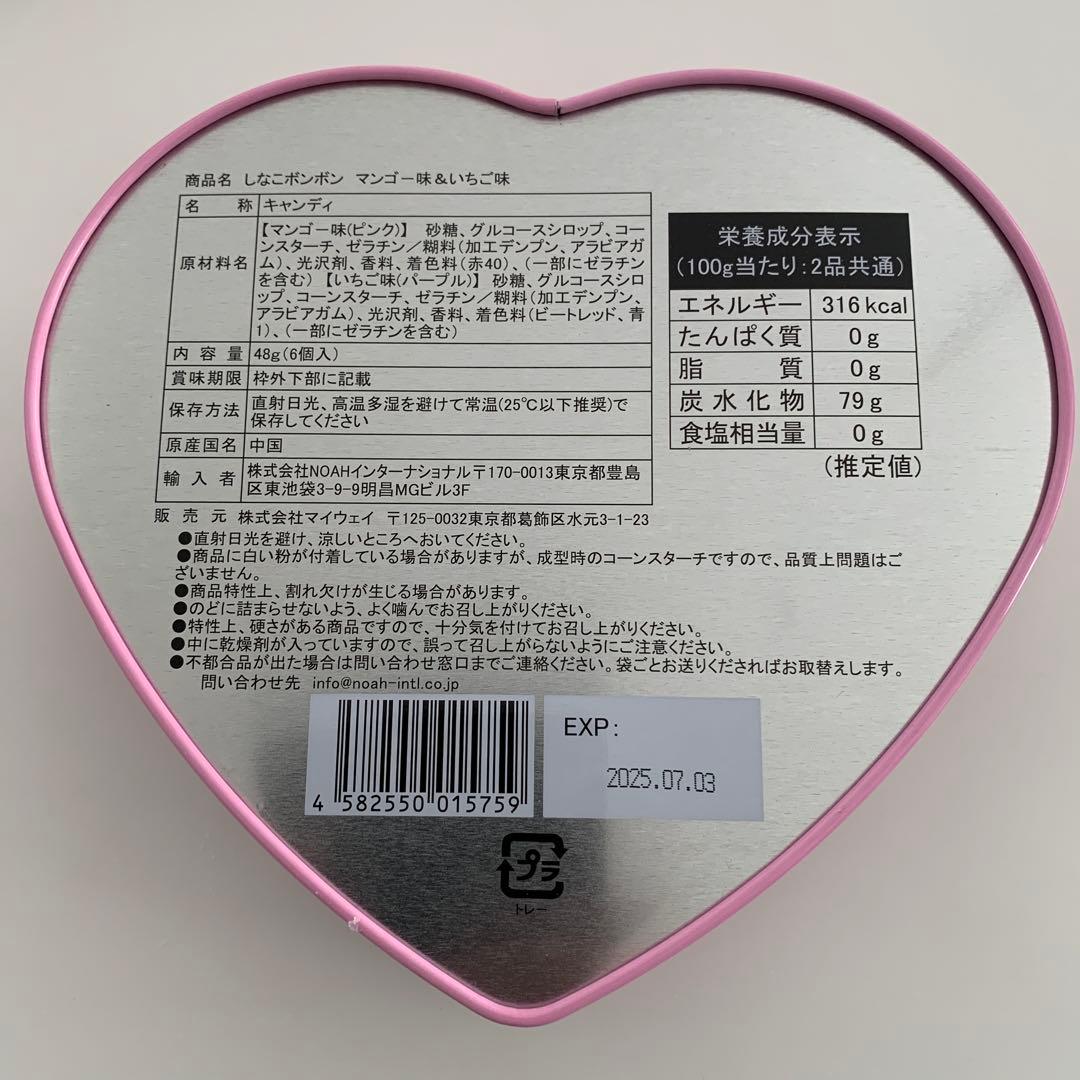 商品名 しなこボンボン マンゴー味＆いちご味
名 称 キャンディ
原材料名 【マンゴー味(ピンク)】 砂糖、グルコースシロップ、コー
ンスターチ、ゼラチン／糊料(加工デンプン、アラビアガ
ム)、光沢剤、香料、着色料(赤40)、(一部にゼラチン
を含む) 【いちご味(パープル)】 砂糖、グルコースシロ
ップ、コーンスターチ、ゼラチン／糊料(加工デンプン、
アラビアガム)、光沢剤、香料、着色料(ビートレッド、青
1)、(一部にゼラチンを含む)
内容量 48g(6個入)
賞味期限 枠外下部に記載
保存方法 直射日光、高温多湿を避けて常温(25℃以下推奨)で
保存してください
原産国名 中国
輸入者 株式会社NOAHインターナショナル〒170-0013東京都豊島
区東池袋3-9-9明昌MGビル3F
販売元 株式会社マイウェイ 〒125-0032東京都葛飾区水元3-1-23
栄養成分表示
(100g当たり：2品共通)
エネルギー 316kcal
たんぱく質 0g
脂質 0g
炭水化物 79g
食塩相当量 0g
(推定値)
●直射日光を避け、涼しいところへおいてください。
●商品に白い粉が付着している場合がありますが、成型時のコーンスターチですので、品質上問題はご
ざいません。
●商品特性上、割れ欠けが生じる場合があります。
●のどに詰まらせないよう、よく噛んでお召し上がりください。
●特性上、硬さがある商品ですので、十分気を付けてお召し上がりください。
●中に乾燥剤が入っていますので、誤って召し上がらないようにご注意ください。
●不都合品が出た場合は問い合わせ窓口までご連絡ください。袋ごとお送りくださればお取替えします。
問い合わせ先 info@noah-intl.co.jp
4 582550 015759
EXP:
2025.07.03
プラ
トレー